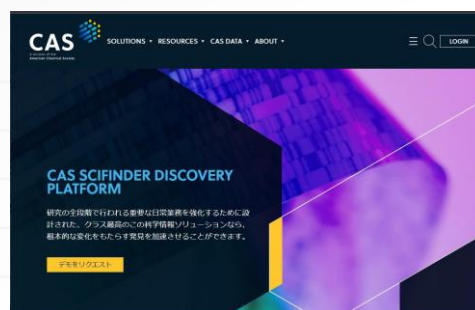 CAS
A division of the
American Chemical Society
SOLUTIONS
RESOURCES
CAS DATA
ABOUT
LOGIN
CAS SCIFINDER DISCOVERY
PLATFORM
研究の全段階で行われる重要な日常業務を強化するために設
計された、クラス最高のこの科学情報ソリューションなら、
根本的な変化をもたらす発見を加速させることができます。
デモをリクエスト